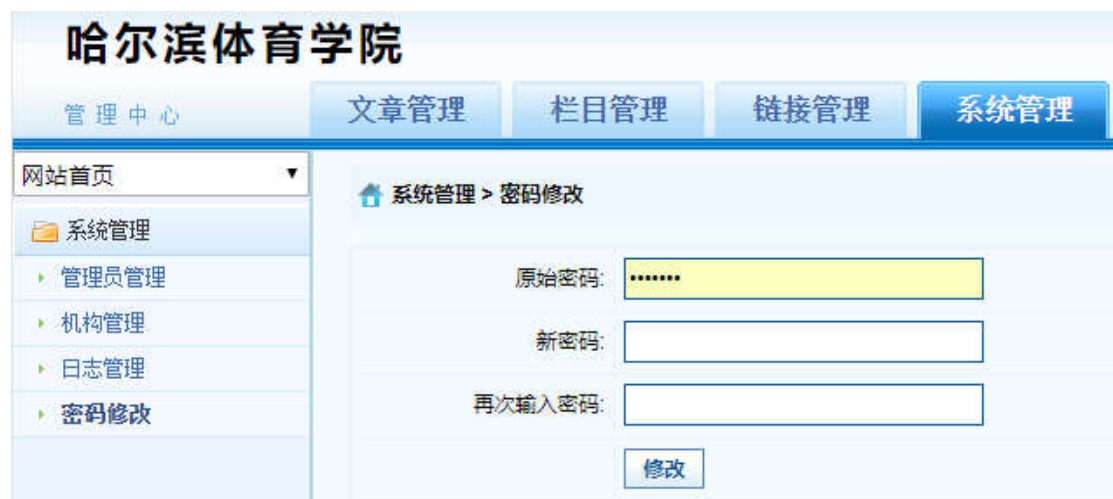 哈尔滨体育学院
管理中心 文章管理 栏目管理 链接管理 系统管理
网站首页
系统管理 > 密码修改
系统管理
管理员管理
机构管理
日志管理
密码修改
原始密码: •••••••
新密码:
再次输入密码:
修改